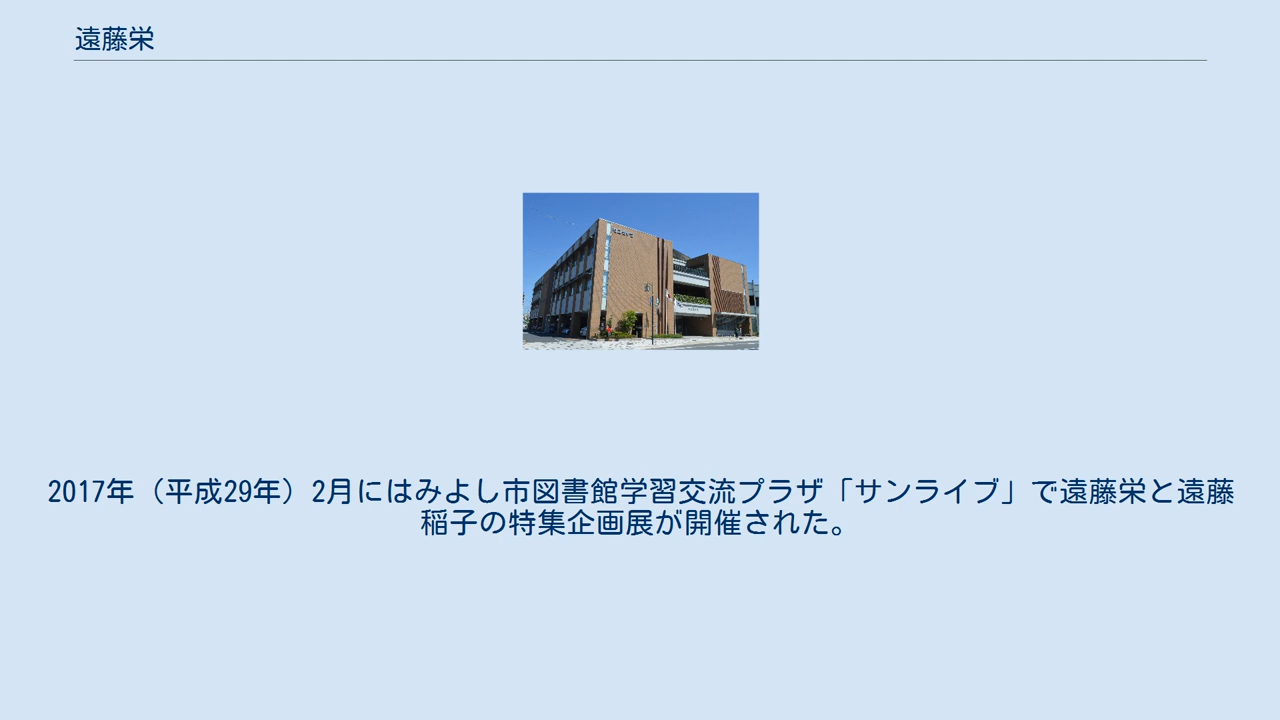 遠藤栄
2017年（平成29年）2月にはみよし市図書館学習交流プラザ「サンライブ」で遠藤栄と遠藤
稲子の特集企画展が開催された。